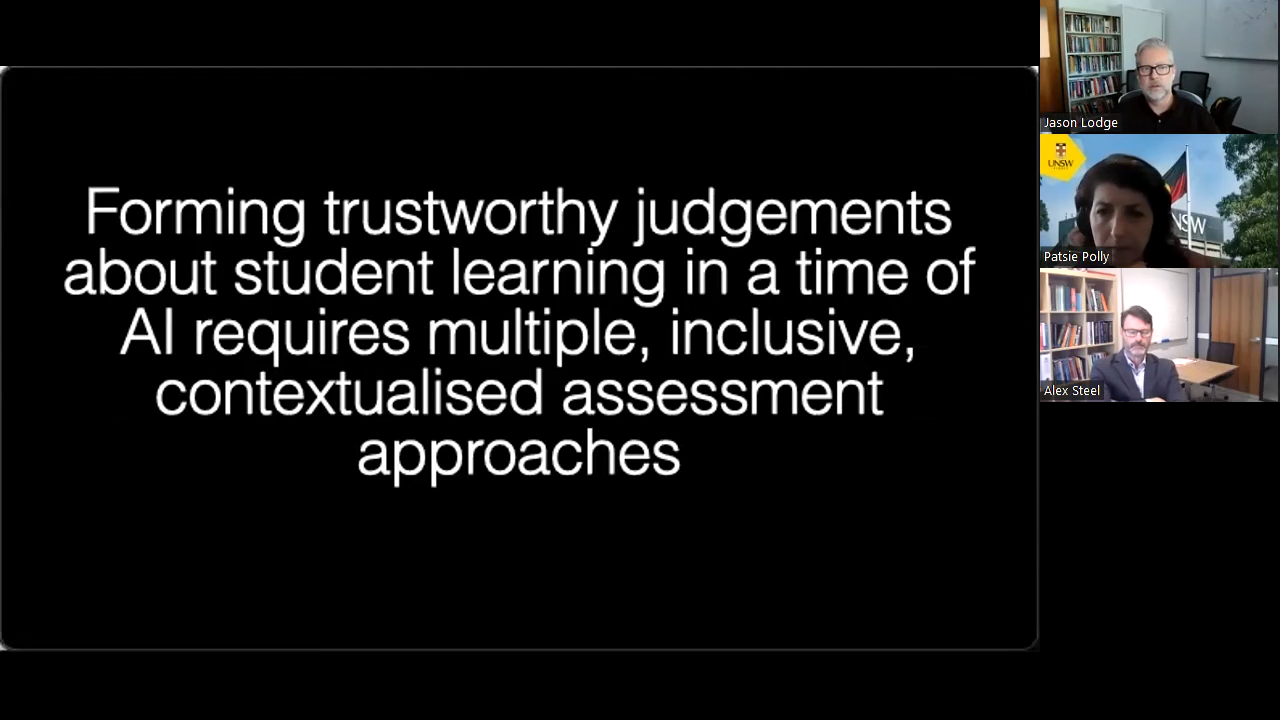 Forming trustworthy judgements
about student learning in a time of
AI requires multiple, inclusive,
contextualised assessment
approaches
Jason Lodge
UNSW
NSW
Patsie Polly
Alex Steel